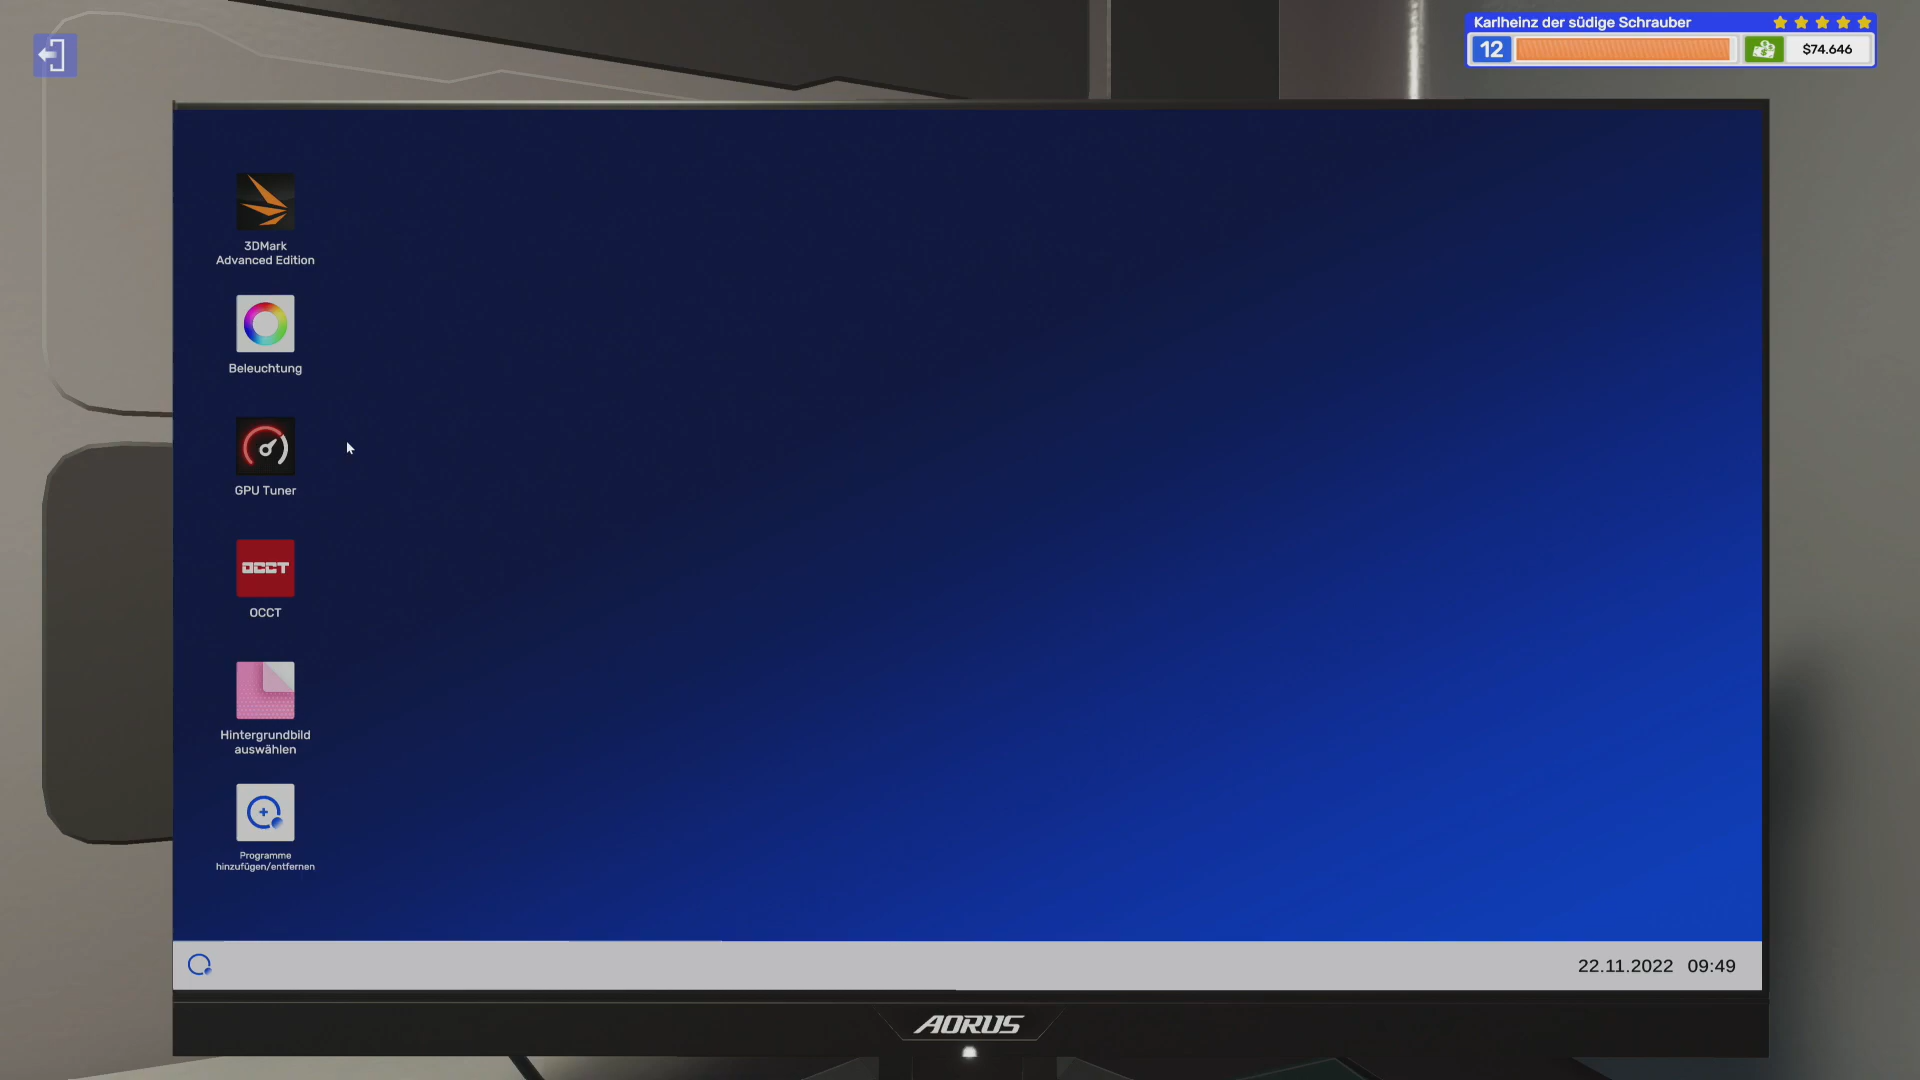 Karlheinz der südige Schrauber
12
$74.646
3DMark
Advanced Edition
Beleuchtung
GPU Tuner
OCCT
OCCT
Hintergrundbild
auswählen
Programme
hinzufügen/entfernen
22.11.2022 09:49
AORUS